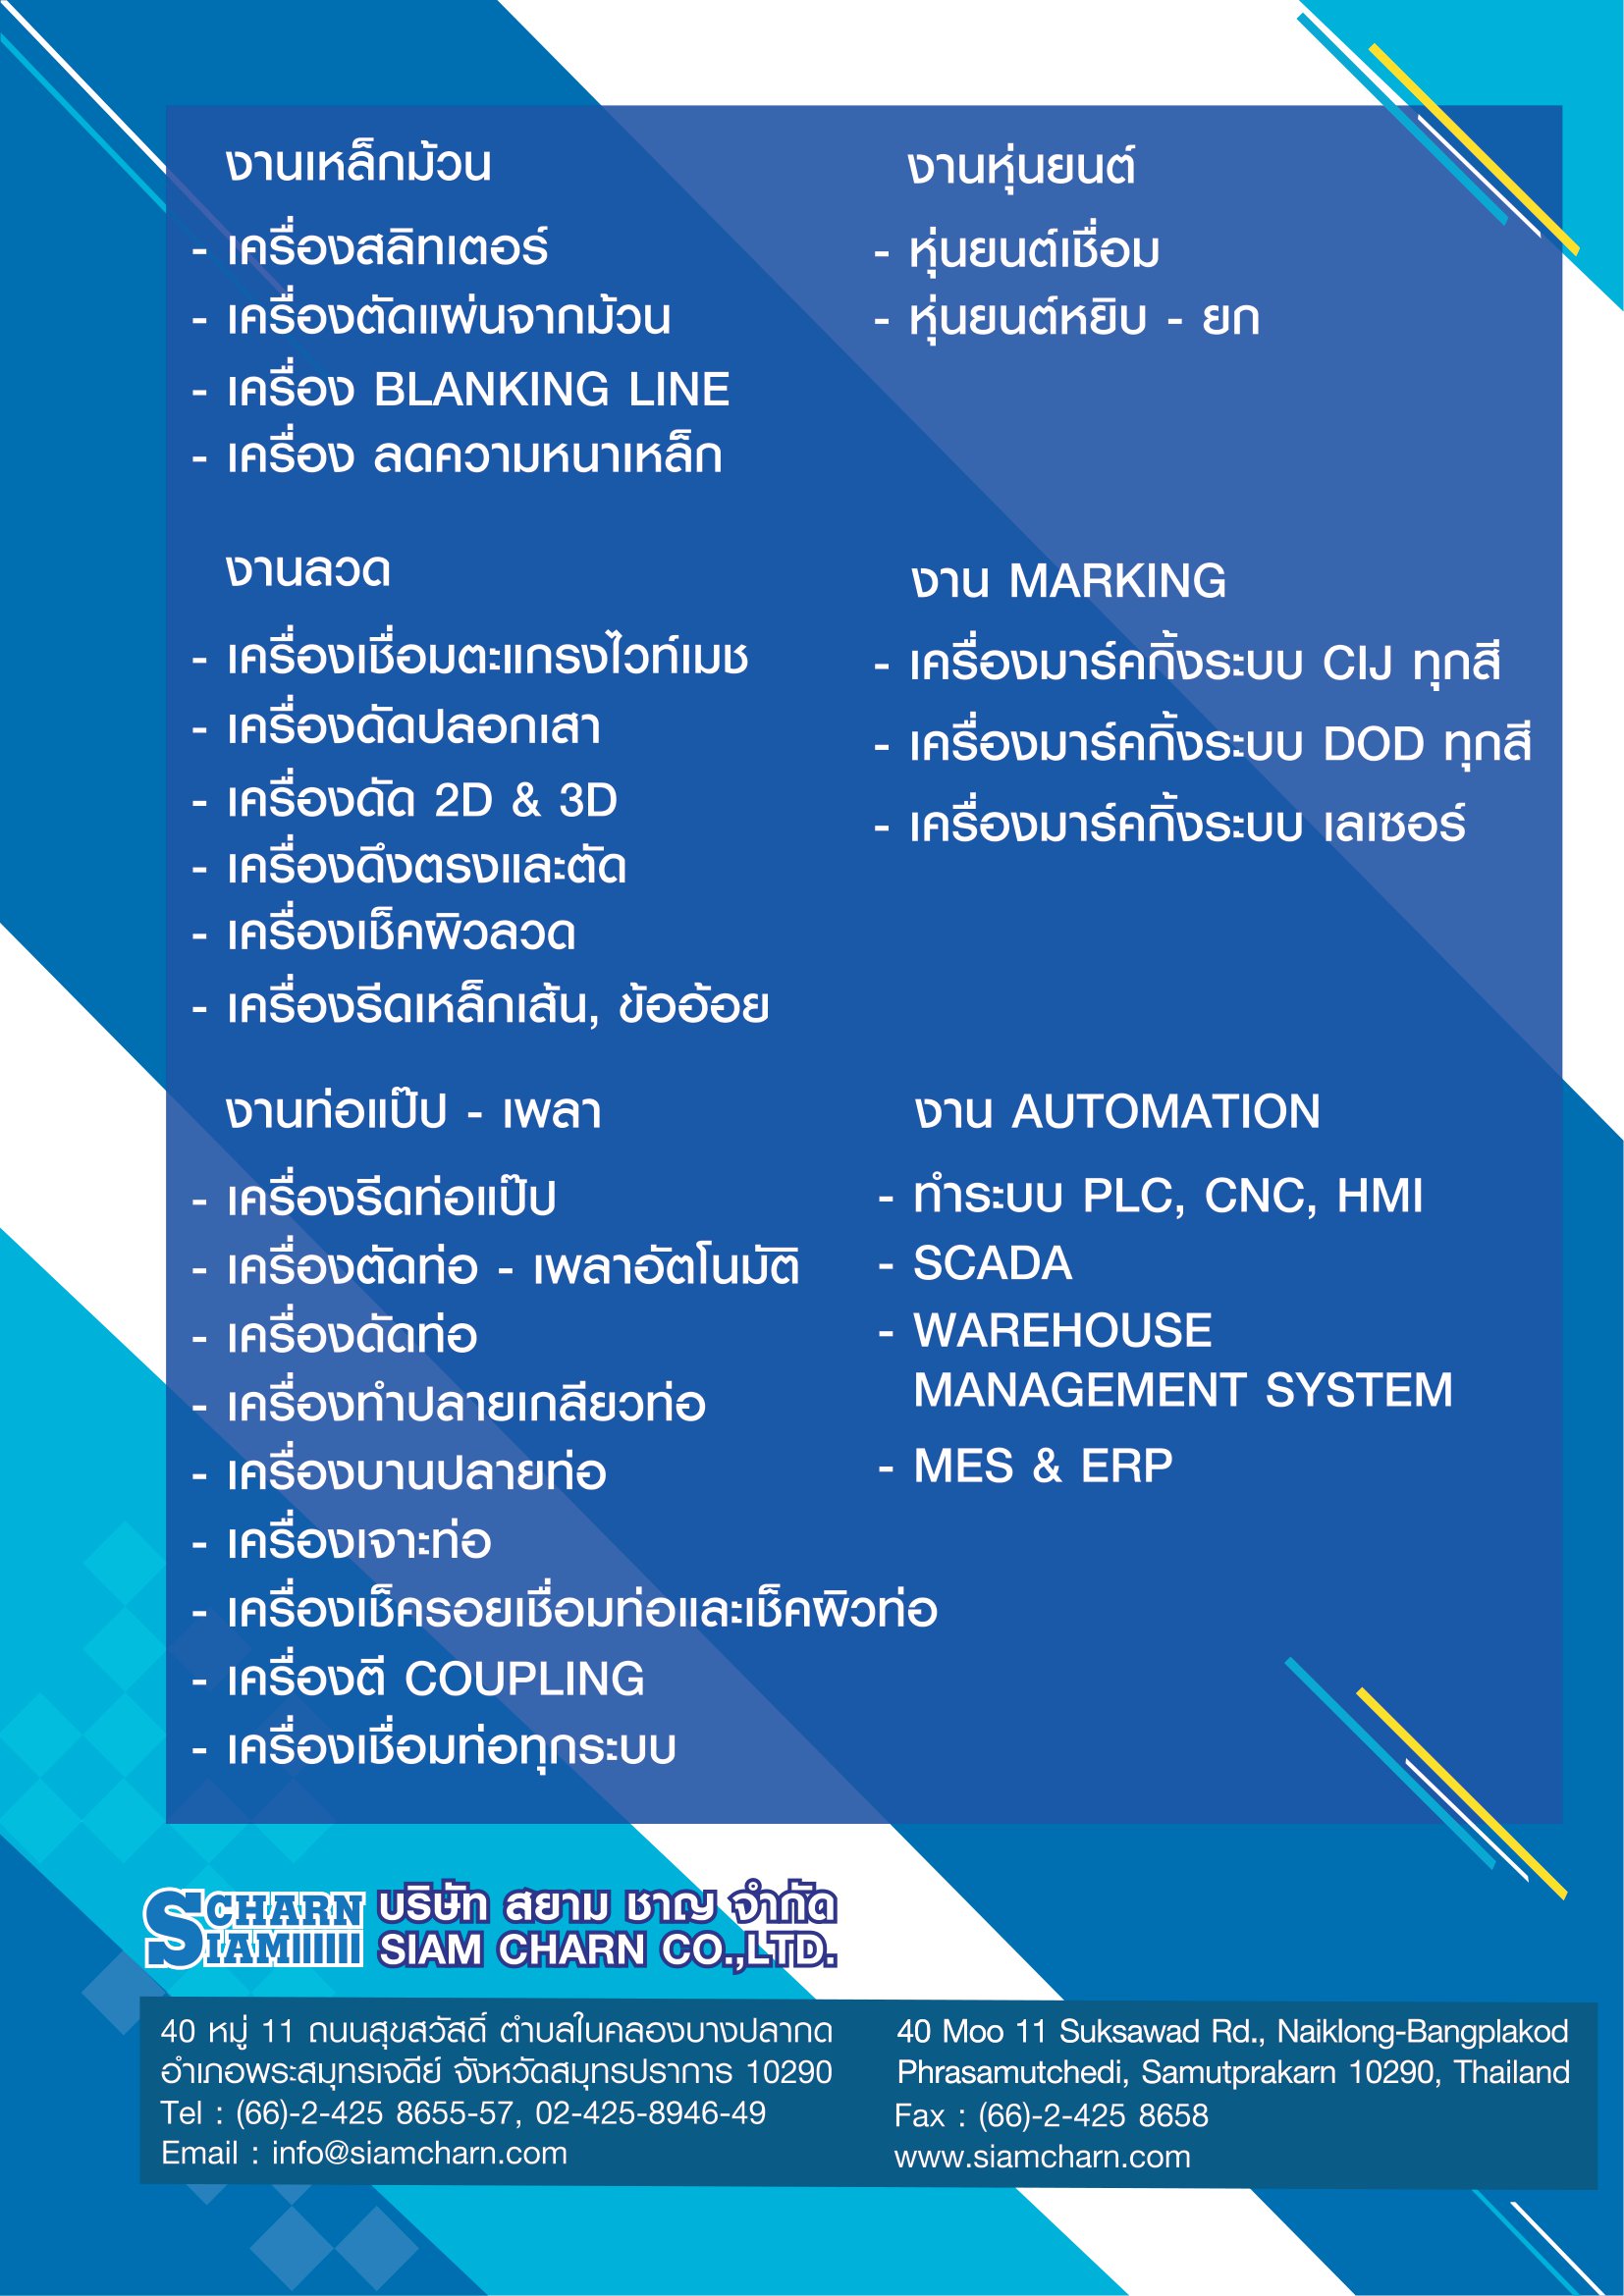 งานเหล็กม้วน
- เครื่องสลิทเตอร์
- เครื่องตัดแผ่นจากม้วน
- เครื่อง BLANKING LINE
- เครื่อง ลดความหนาเหล็ก
งานหุ่นยนต์
- หุ่นยนต์เชื่อม
- หุ่นยนต์หยิบ - ยก
งานลวด
- เครื่องเชื่อมตะแกรงไวท์เมช
- เครื่องดัดปลอกเสา
- เครื่องดัด 2D & 3D
- เครื่องดึงตรงและตัด
- เครื่องเช็คผิวลวด
- เครื่องรีดเหล็กเส้น, ข้ออ้อย
งาน MARKING
- เครื่องมาร์คกิ้งระบบ CIJ ทุกสี
- เครื่องมาร์คกิ้งระบบ DOD ทุกสี
- เครื่องมาร์คกิ้งระบบ เลเซอร์
งานท่อแป๊ป - เพลา
- เครื่องรีดท่อแป๊ป
- เครื่องตัดท่อ - เพลาอัตโนมัติ
- เครื่องดัดท่อ
- เครื่องทำปลายเกลียวท่อ
- เครื่องบานปลายท่อ
- เครื่องเจาะท่อ
- เครื่องเช็ครอยเชื่อมท่อและเช็คผิวท่อ
- เครื่องตี COUPLING
- เครื่องเชื่อมท่อทุกระบบ
งาน AUTOMATION
- ทำระบบ PLC, CNC, HMI
- SCADA
- WAREHOUSE
MANAGEMENT SYSTEM
- MES & ERP
SIAM CHARN
บริษัท สยาม ชาญ จำกัด
SIAM CHARN CO.,LTD.
40 หมู่ 11 ถนนสุขสวัสดิ์ ตำบลในคลองบางปลากด
อำเภอพระสมุทรเจดีย์ จังหวัดสมุทรปราการ 10290
Tel : (66)-2-425 8655-57, 02-425-8946-49
Email : info@siamcharn.com
40 Moo 11 Suksawad Rd., Naiklong-Bangplakod
Phrasamutchedi, Samutprakarn 10290, Thailand
Fax : (66)-2-425 8658
www.siamcharn.com